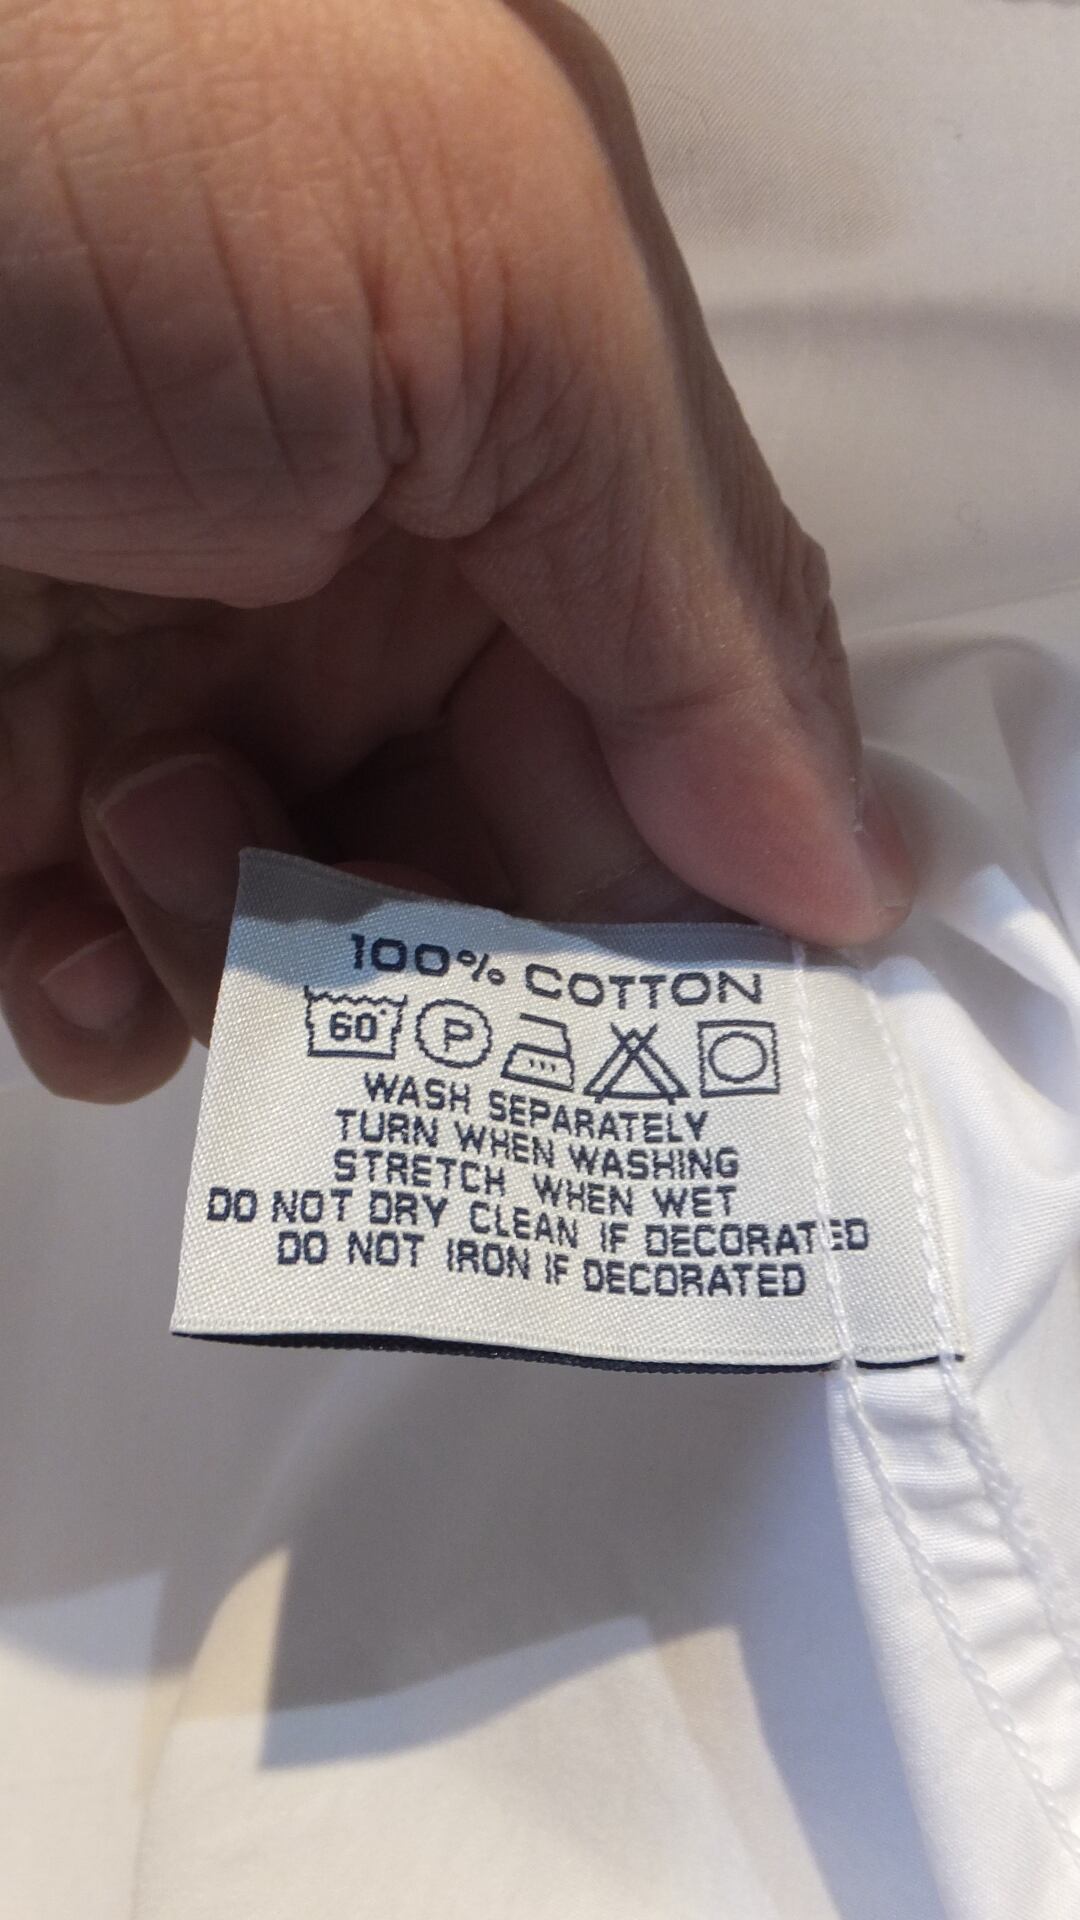 100% COTTON
60° P
WASH SEPARATELY
TURN WHEN WASHING
STRETCH WHEN WET
DO NOT DRY CLEAN IF DECORATED
DO NOT IRON IF DECORATED